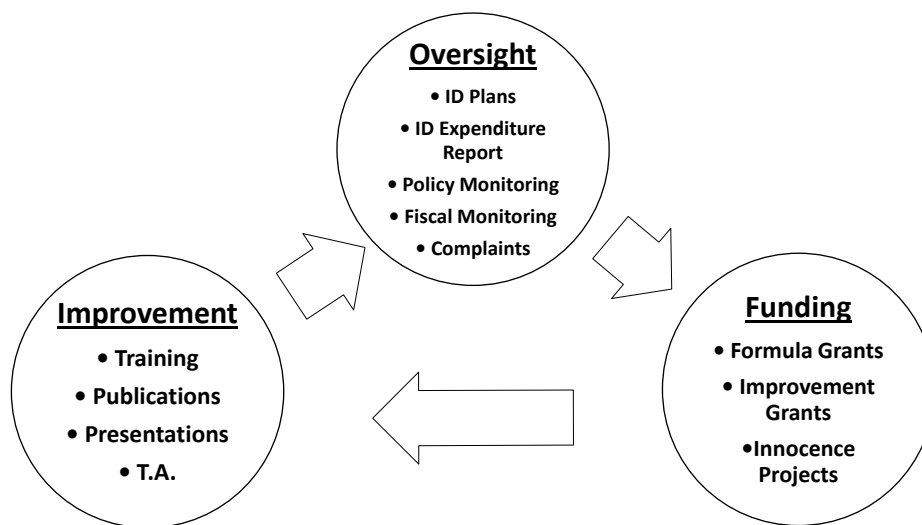 Oversight
• ID Plans
• ID Expenditure
Report
• Policy Monitoring
• Fiscal Monitoring
• Complaints
Improvement
• Training
• Publications
• Presentations
• T.A.
Funding
• Formula Grants
• Improvement
Grants
•Innocence
Projects